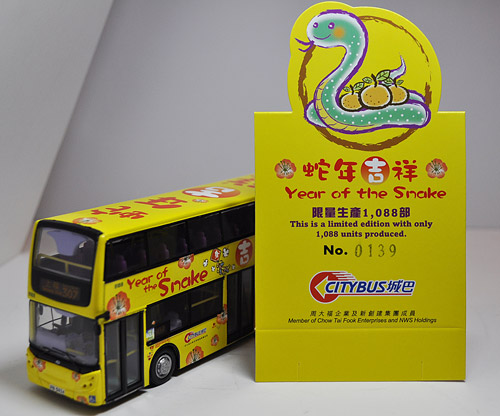 蛇年吉祥
Year of the Snake
限量生產1,088部
This is a limited edition with only
1,088 units produced.
No. 0139
CITYBUS城巴
周大福企業及新創建集團成員
Member of Chow Tai Fook Enterprises and NWS Holdings
Year of
the Snake
吉
CITYBUS